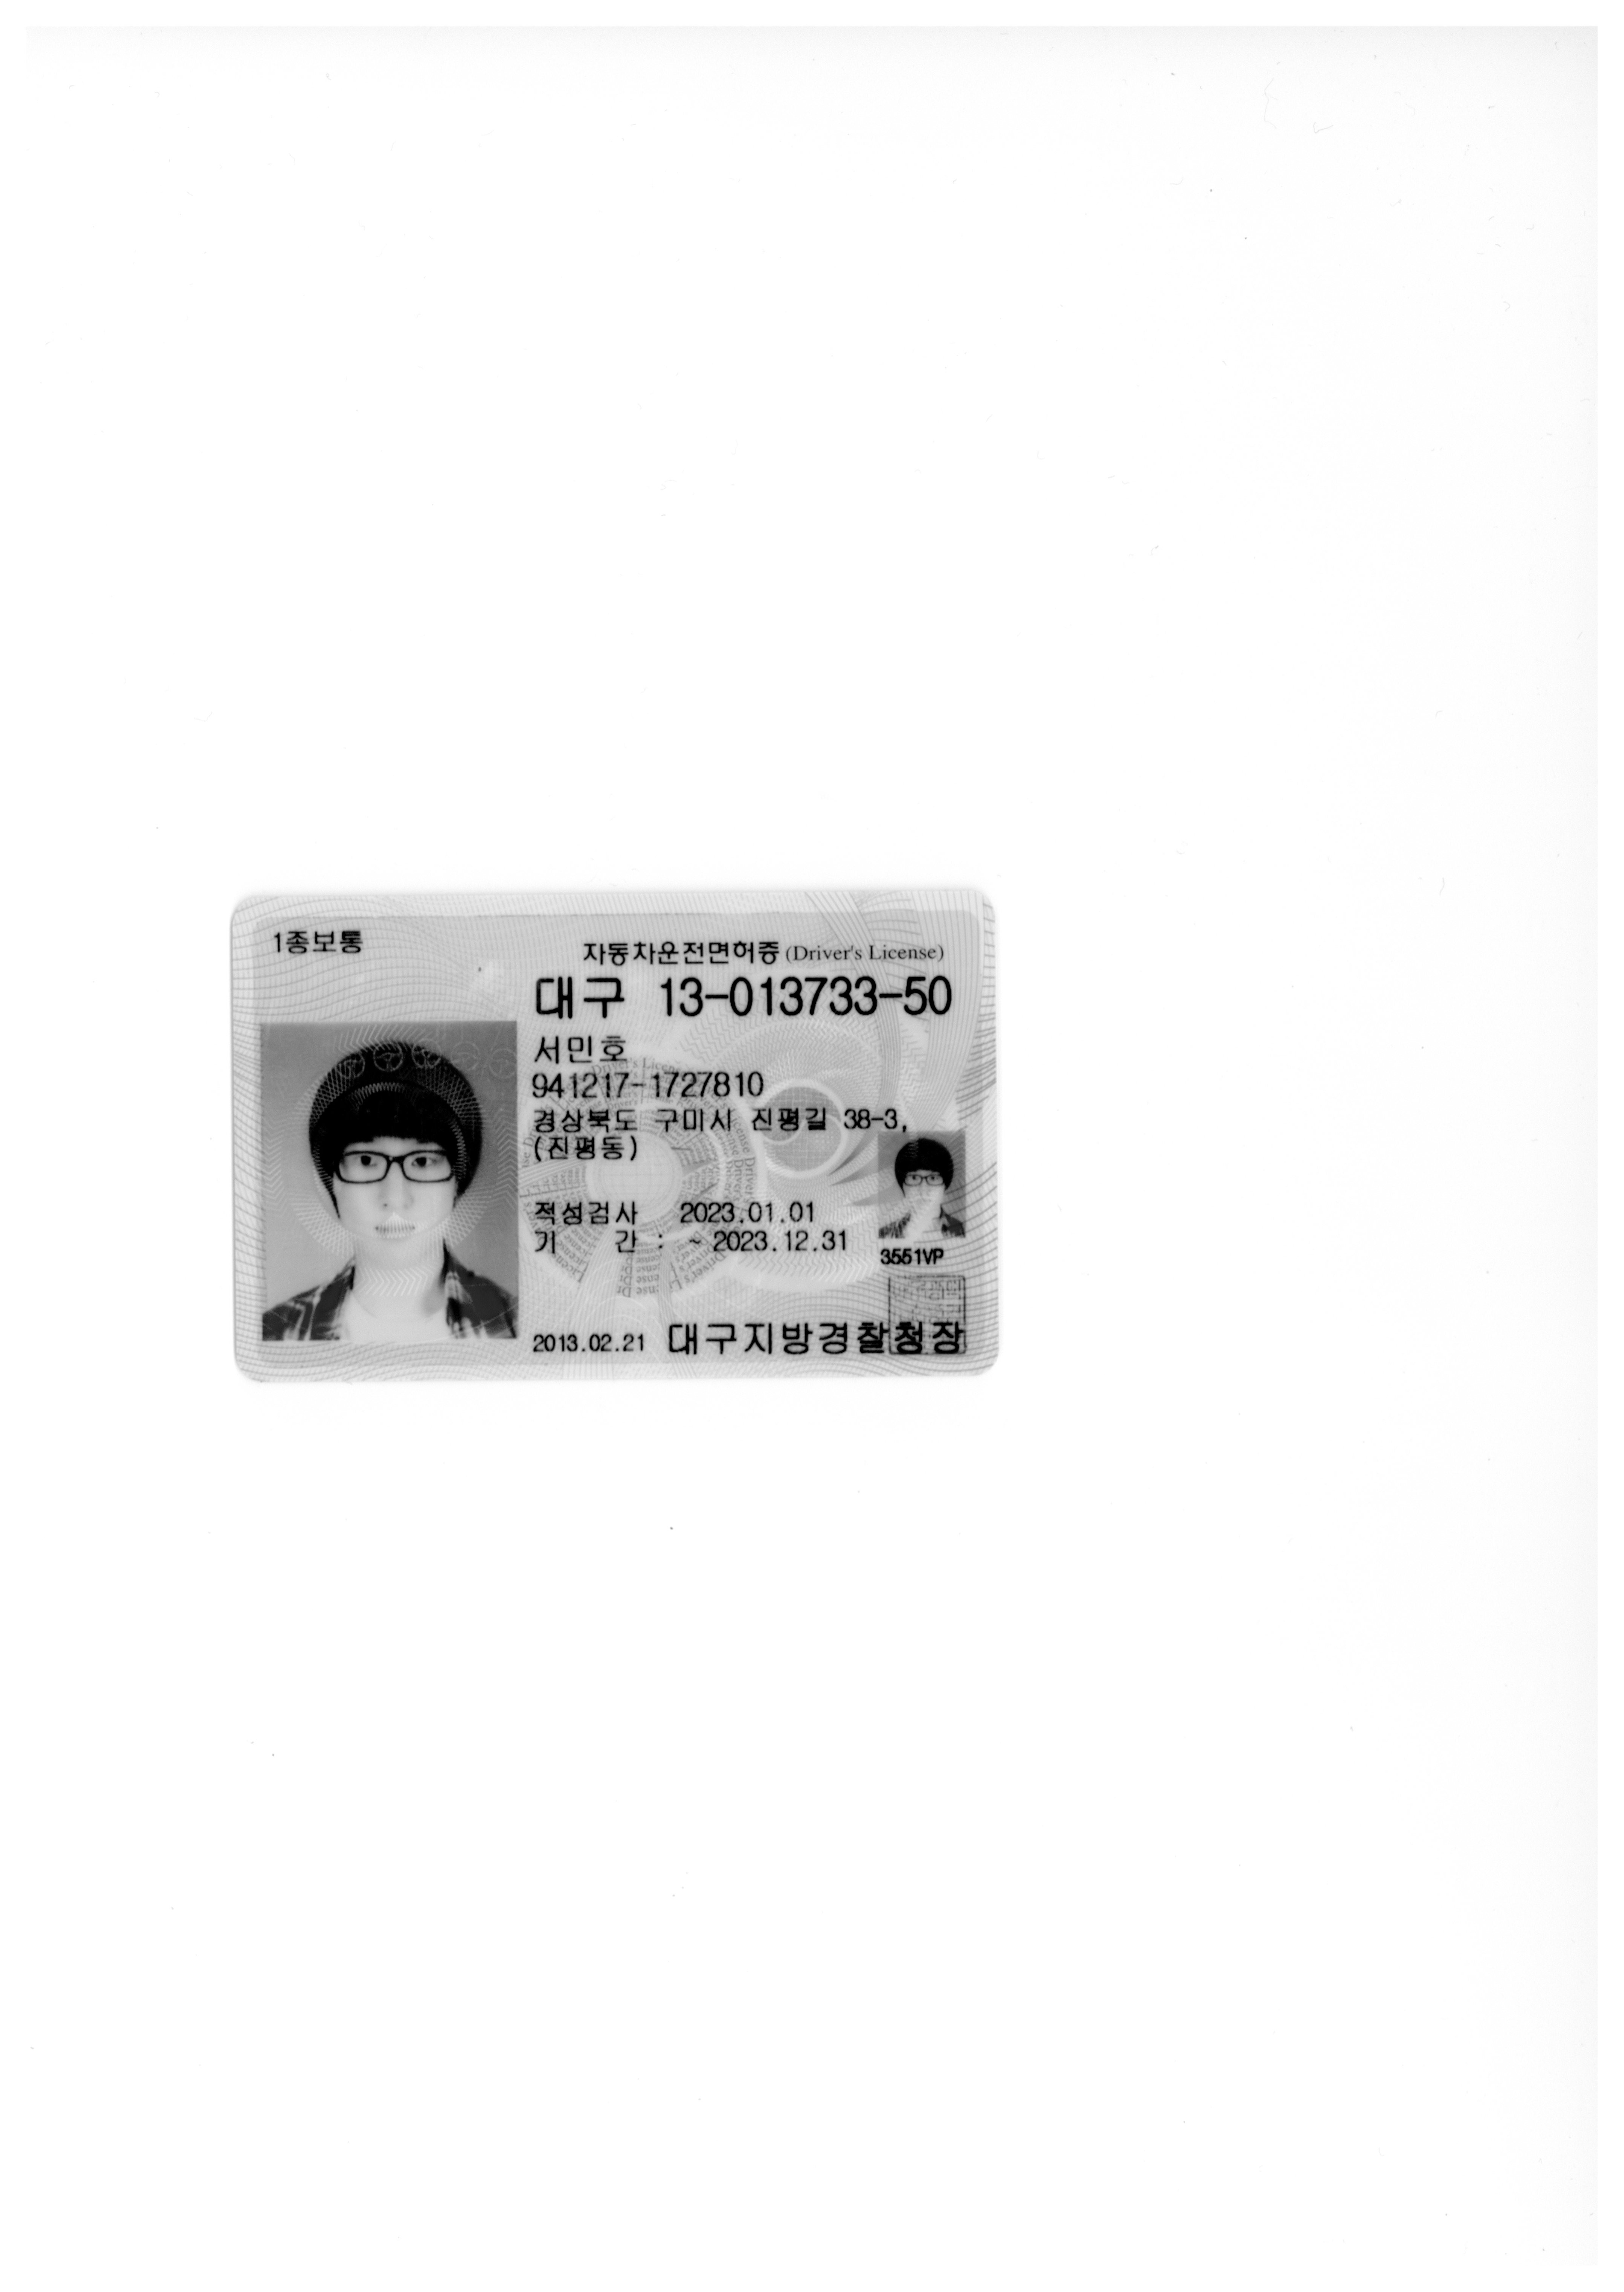 1종보통
자동차운전면허증 (Driver's License)
대구 13-013733-50
서민호
941217-1727810
경상북도 구미시 진평길 38-3,
(진평동)
적성검사 2023.01.01
기 간 : ~ 2023.12.31
3551VP
2013.02.21 대구지방경찰청장